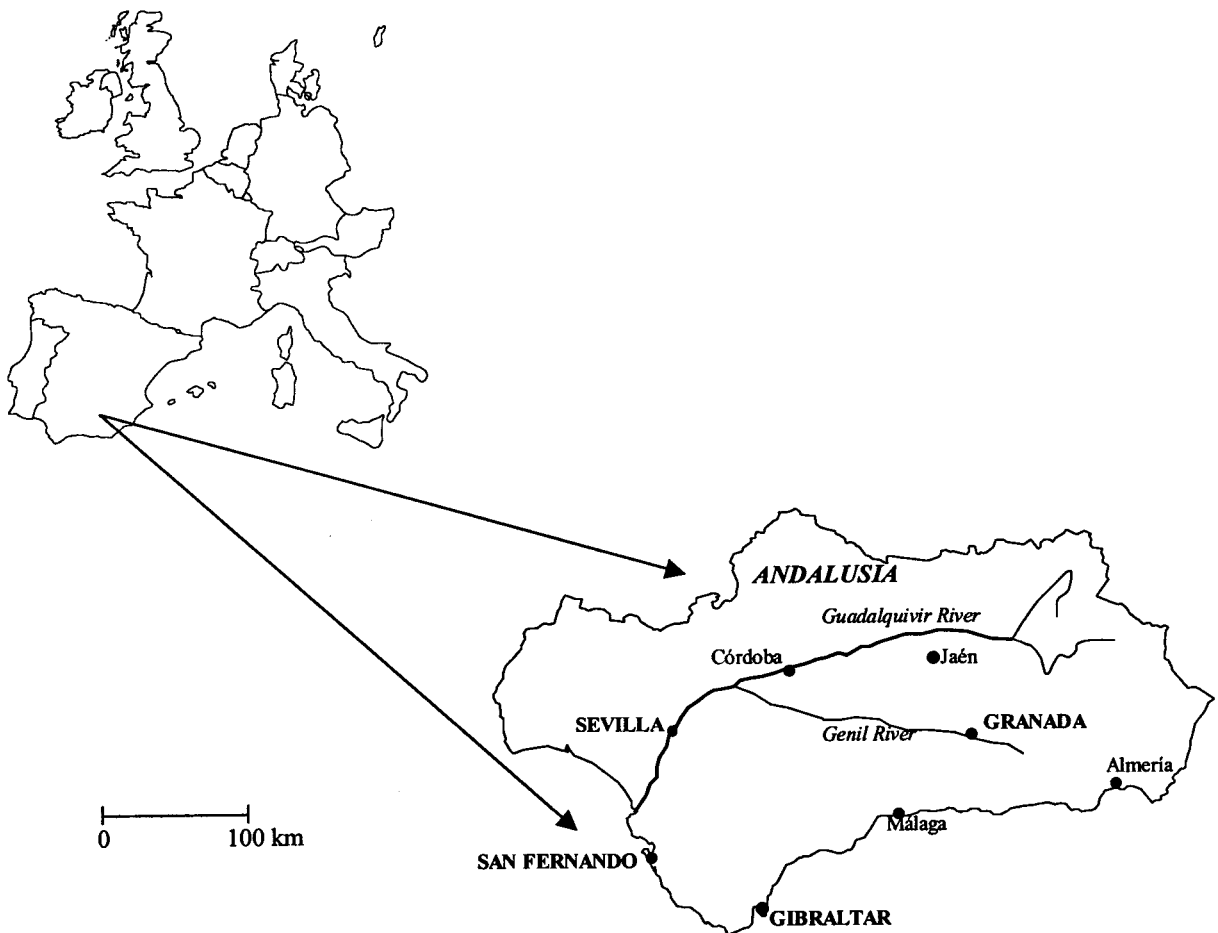 ANDALUSIA
Guadalquivir River
Córdoba
Jaén
SEVILLA
Genil River
GRANADA
Almería
0 100 km
Málaga
SAN FERNANDO
GIBRALTAR